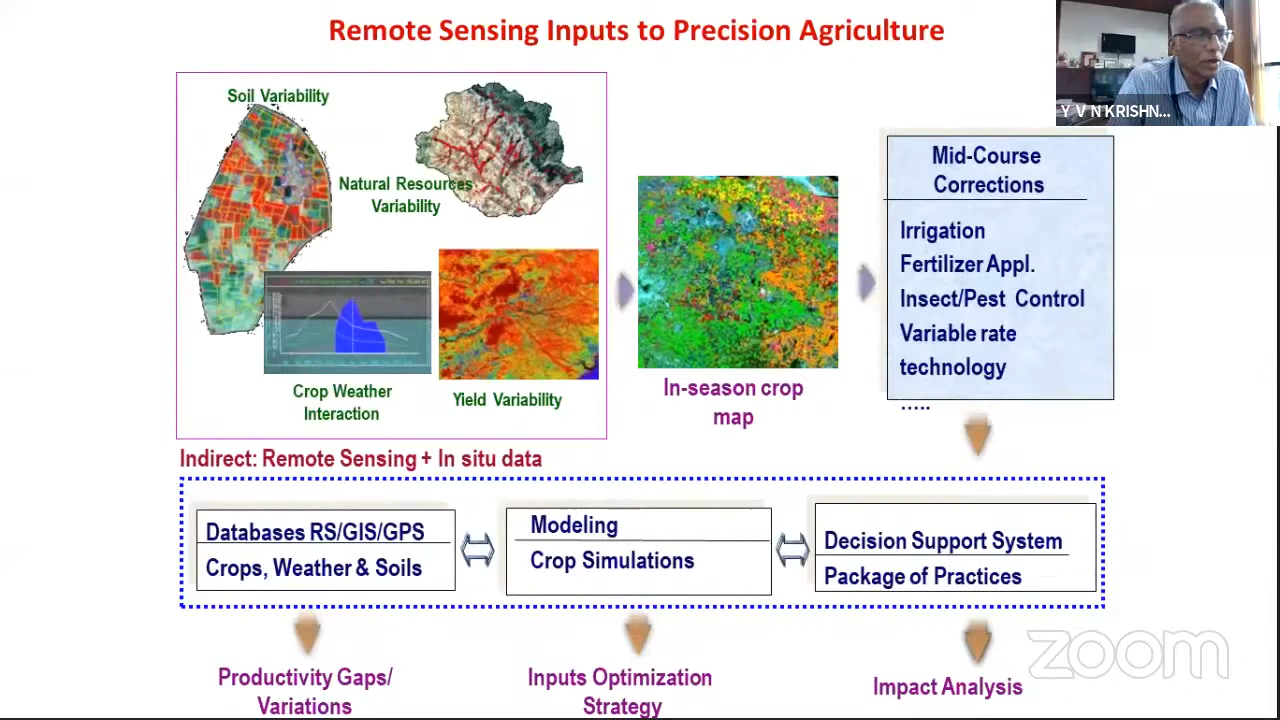 Remote Sensing Inputs to Precision Agriculture
Y V N KRISHN...
Soil Variability
Natural Resources
Variability
Crop Weather
Interaction
Yield Variability
In-season crop
map
Mid-Course
Corrections
Irrigation
Fertilizer Appl.
Insect/Pest Control
Variable rate
technology
.....
Indirect: Remote Sensing + In situ data
Databases RS/GIS/GPS
Crops, Weather & Soils
Modeling
Crop Simulations
Decision Support System
Package of Practices
Productivity Gaps/
Variations
Inputs Optimization
Strategy
Impact Analysis
zoom